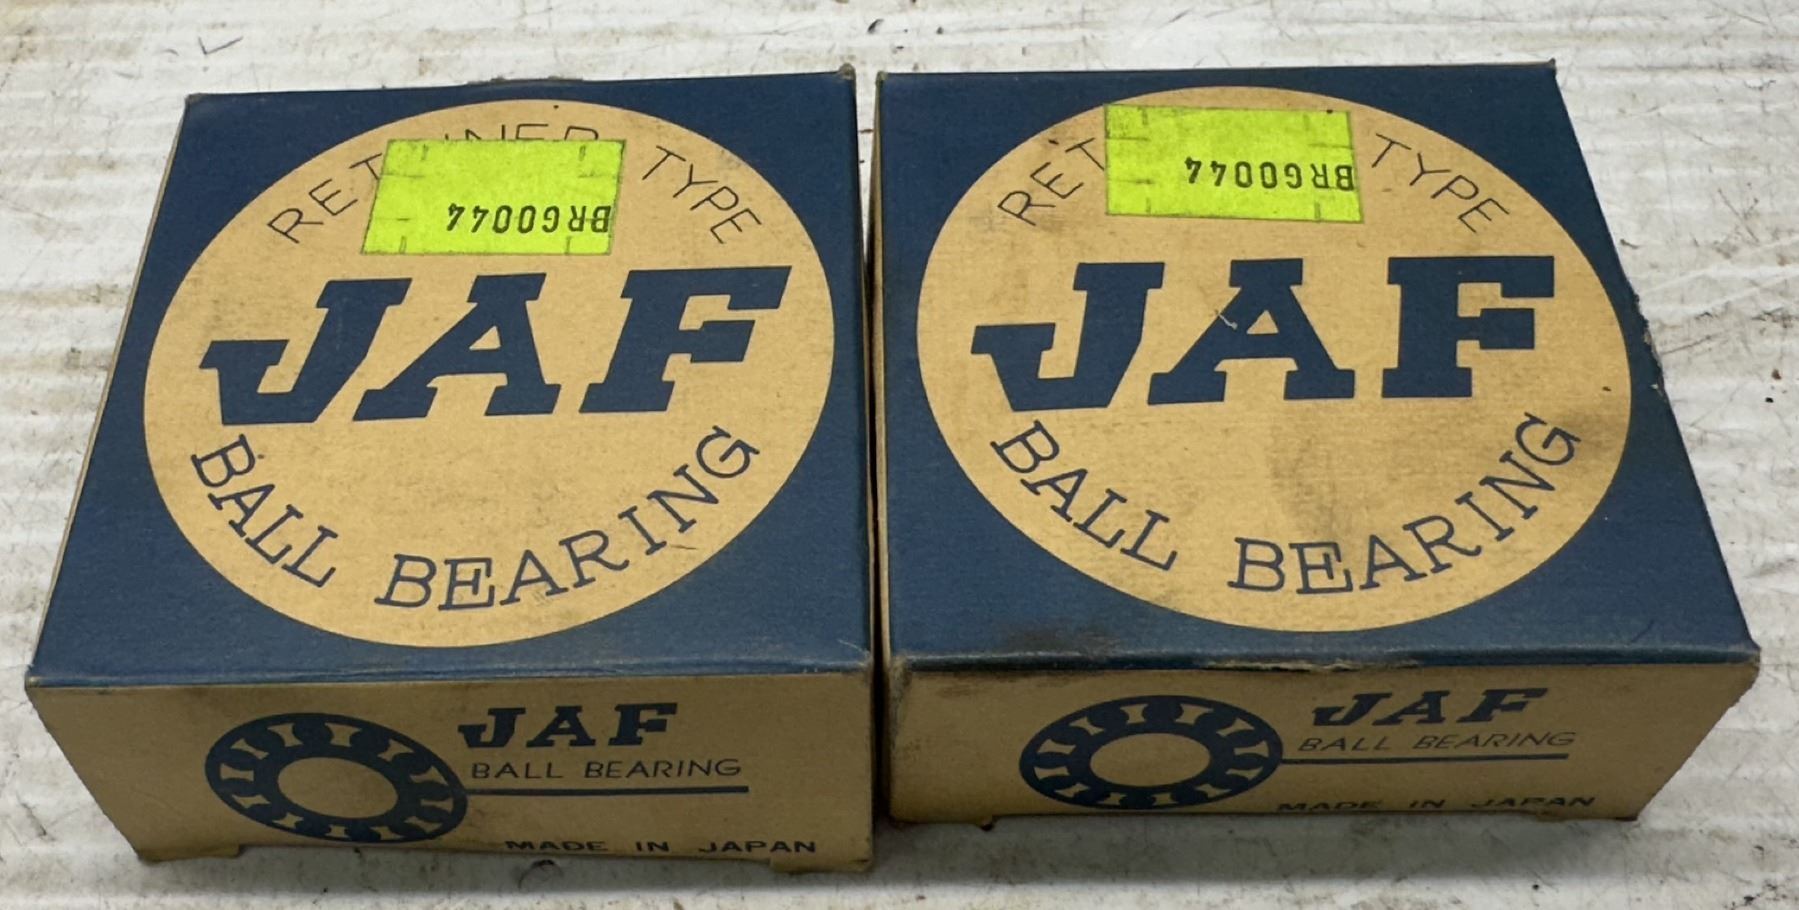 RETAINER TYPE
BRG0044
JAF
BALL BEARING
JAF
BALL BEARING
MADE IN JAPAN
RET TYPE
BRG0044
JAF
BALL BEARING
JAF
BALL BEARING
MADE IN JAPAN